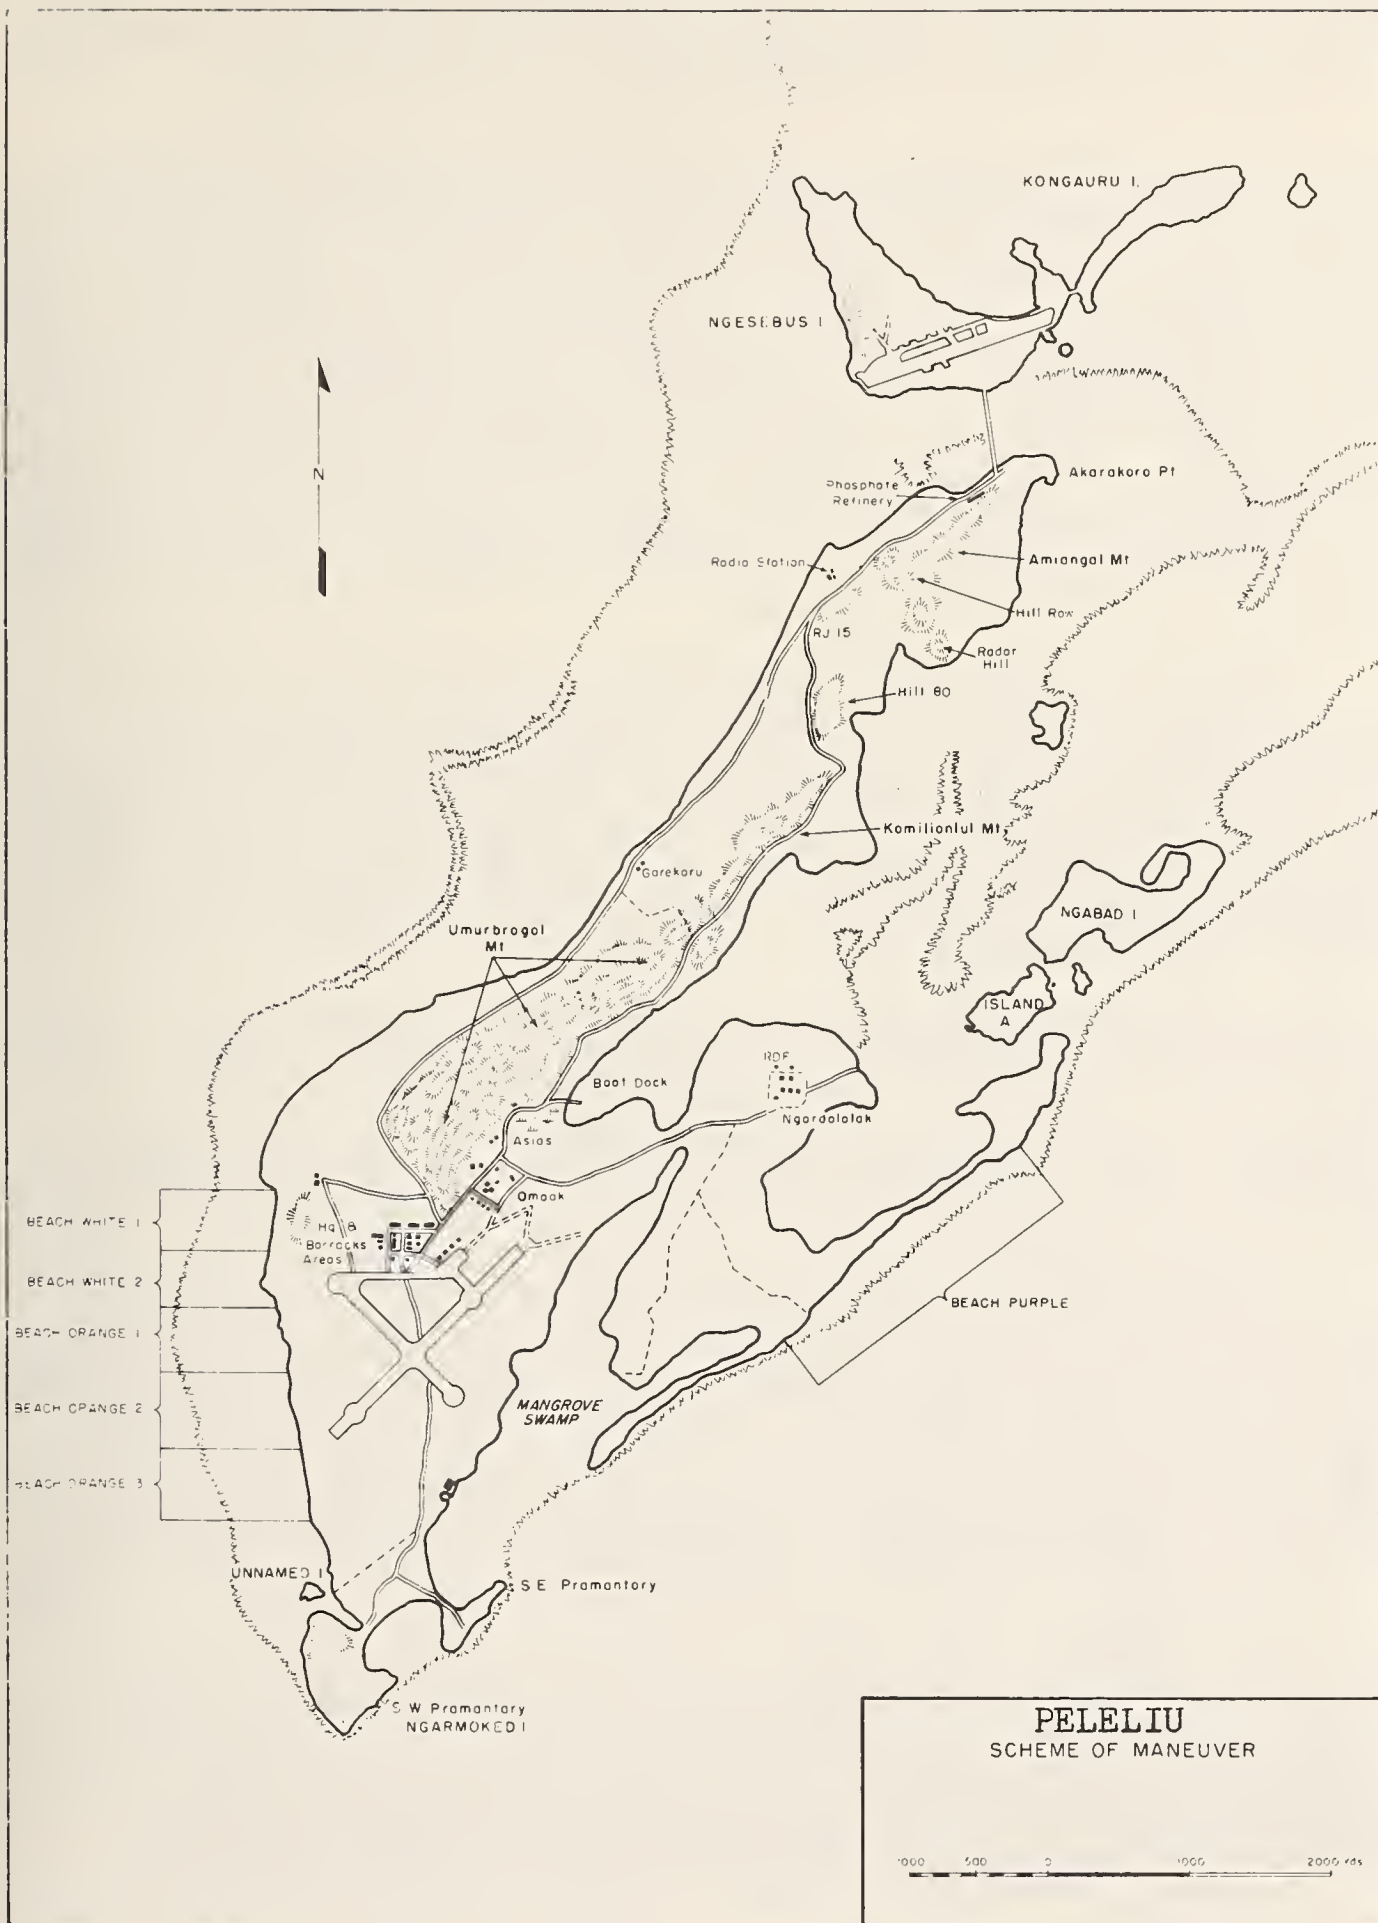 KONGAURU I.
NGESEBUS I
N
Akarakoro Pt
Phosphate
Refinery
Radio Station
Amiangal Mt
Hill Row
RJ 15
Radar
Hill
Hill 80
Komilionlul Mt
Garekoru
NGABAD I
Umurbrogol
Mt
ISLAND
A
RDF
Boat Dock
Ngardololok
Asias
Omaok
BEACH WHITE 1
Hq. &
Barracks
Areas
BEACH WHITE 2
BEACH PURPLE
BEACH ORANGE 1
BEACH ORANGE 2
MANGROVE
SWAMP
BEACH ORANGE 3
UNNAMED I
S E Pramantory
S W Pramantory
NGARMOKED I
PELELIU
SCHEME OF MANEUVER
1000 500 0 1000 2000 yds